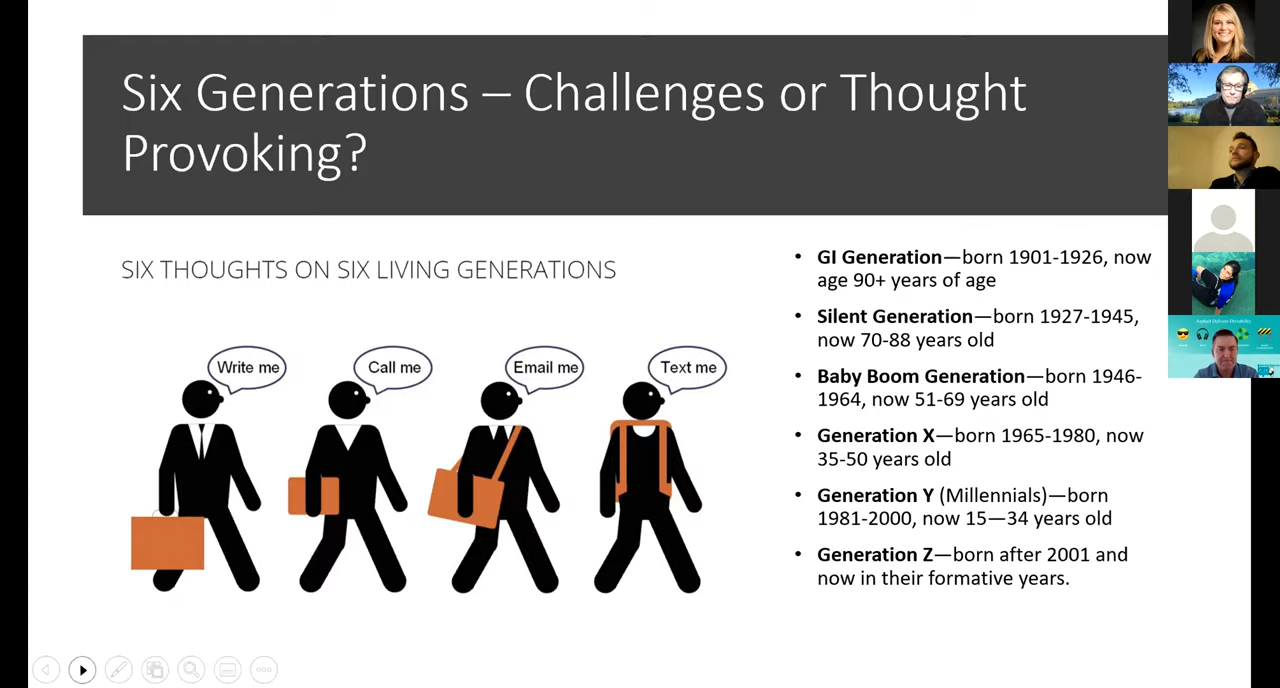 Six Generations – Challenges or Thought
Provoking?
SIX THOUGHTS ON SIX LIVING GENERATIONS
Write me
Call me
Email me
Text me
• GI Generation—born 1901-1926, now
age 90+ years of age
• Silent Generation—born 1927-1945,
now 70-88 years old
• Baby Boom Generation—born 1946-
1964, now 51-69 years old
• Generation X—born 1965-1980, now
35-50 years old
• Generation Y (Millennials)—born
1981-2000, now 15—34 years old
• Generation Z—born after 2001 and
now in their formative years.